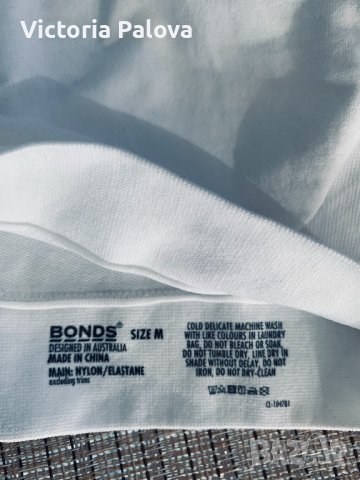 Victoria Palova
BONDS® SIZE M
DESIGNED IN AUSTRALIA
MADE IN CHINA
MAIN: NYLON/ELASTANE
excluding trims
COLD DELICATE MACHINE WASH
WITH LIKE COLOURS IN LAUNDRY
BAG, DO NOT BLEACH OR SOAK,
DO NOT TUMBLE DRY, LINE DRY IN
SHADE WITHOUT DELAY, DO NOT
IRON, DO NOT DRY-CLEAN